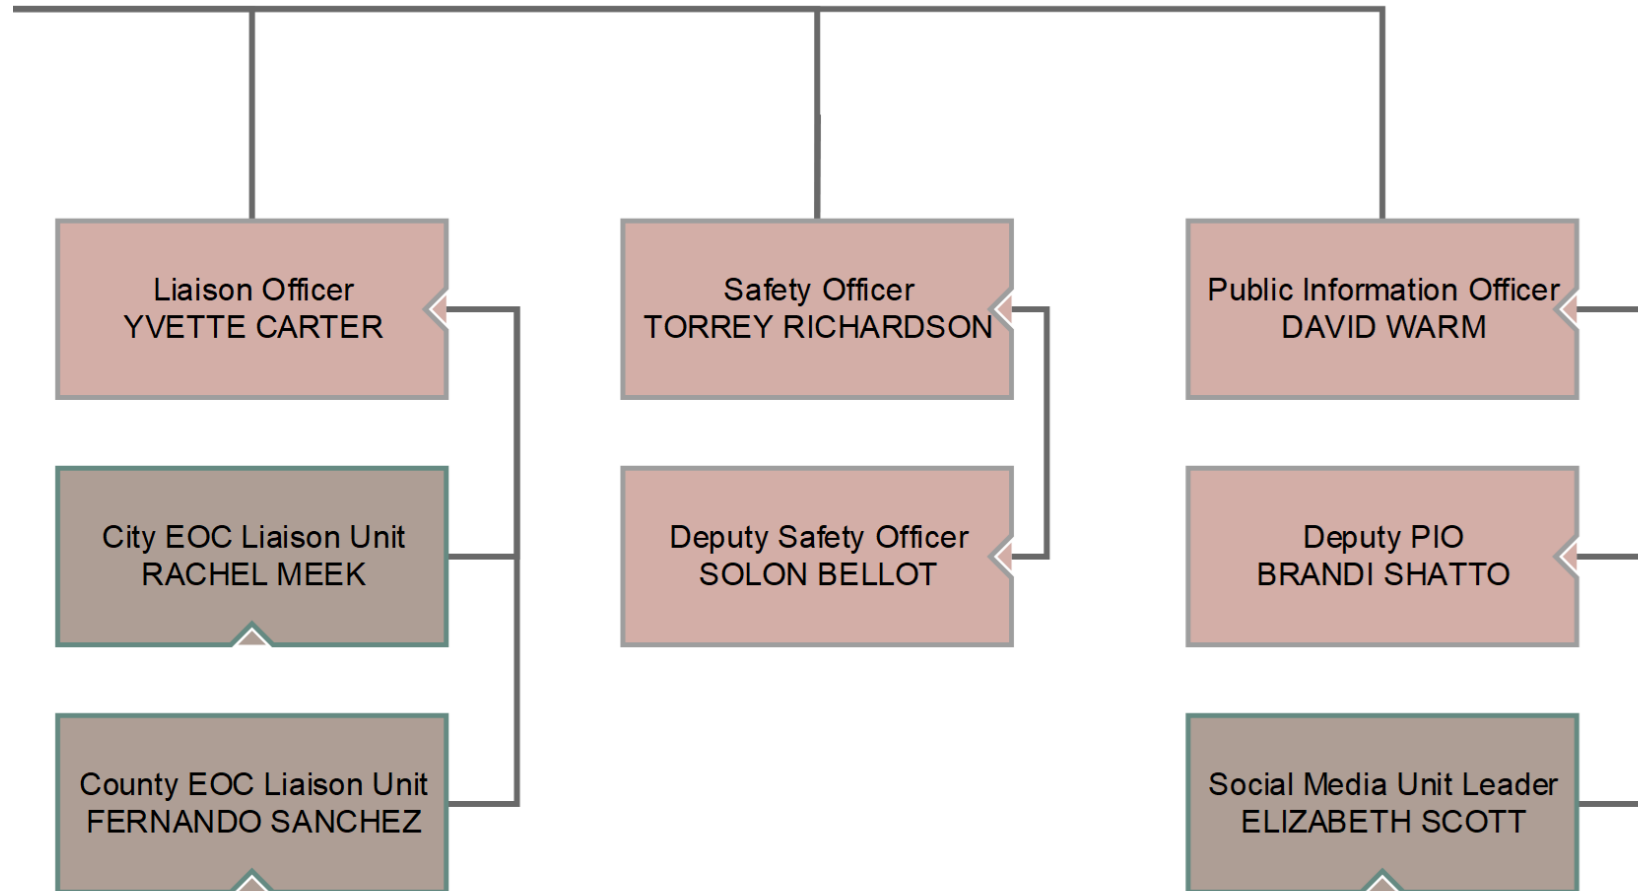 Liaison Officer
YVETTE CARTER
Safety Officer
TORREY RICHARDSON
Public Information Officer
DAVID WARM
City EOC Liaison Unit
RACHEL MEEK
Deputy Safety Officer
SOLON BELLOT
Deputy PIO
BRANDI SHATTO
County EOC Liaison Unit
FERNANDO SANCHEZ
Social Media Unit Leader
ELIZABETH SCOTT